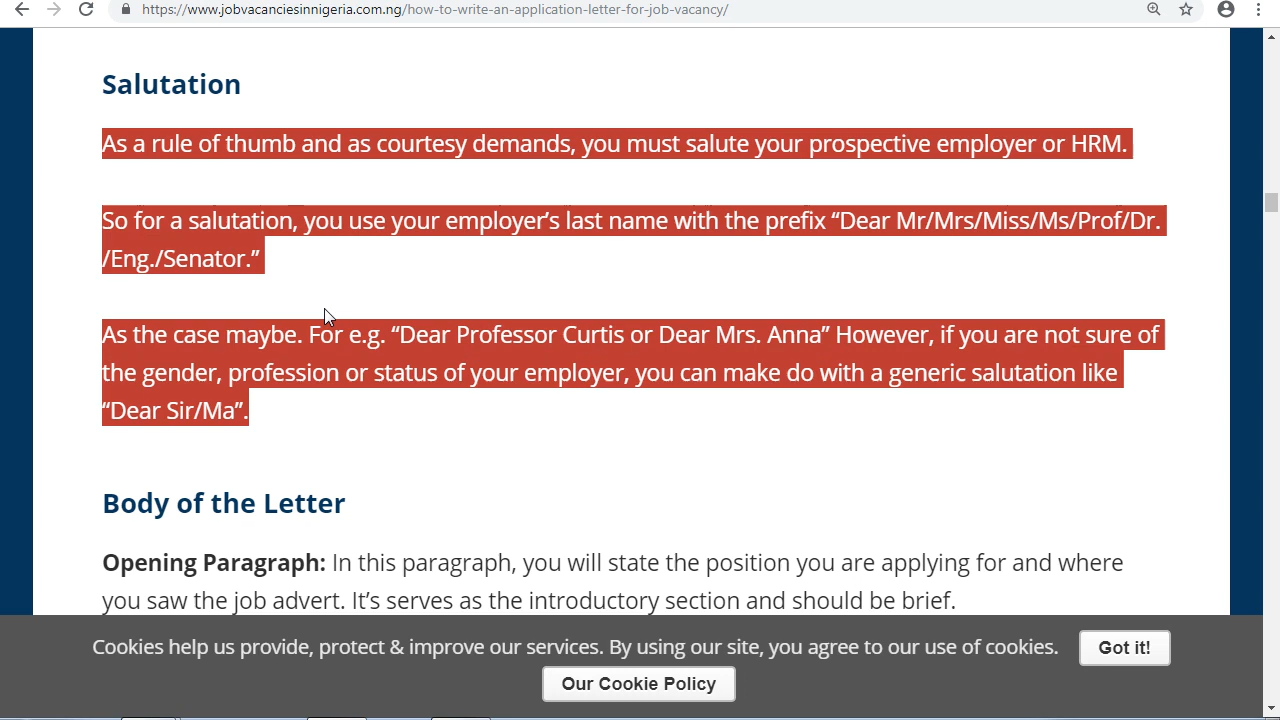 https://www.jobvacanciesinnigeria.com.ng/how-to-write-an-application-letter-for-job-vacancy/
Salutation
As a rule of thumb and as courtesy demands, you must salute your prospective employer or HRM.
So for a salutation, you use your employer’s last name with the prefix “Dear Mr/Mrs/Miss/Ms/Prof/Dr.
/Eng./Senator.”
As the case maybe. For e.g. “Dear Professor Curtis or Dear Mrs. Anna” However, if you are not sure of
the gender, profession or status of your employer, you can make do with a generic salutation like
“Dear Sir/Ma”.
Body of the Letter
Opening Paragraph: In this paragraph, you will state the position you are applying for and where
you saw the job advert. It’s serves as the introductory section and should be brief.
Cookies help us provide, protect & improve our services. By using our site, you agree to our use of cookies.
Got it!
Our Cookie Policy